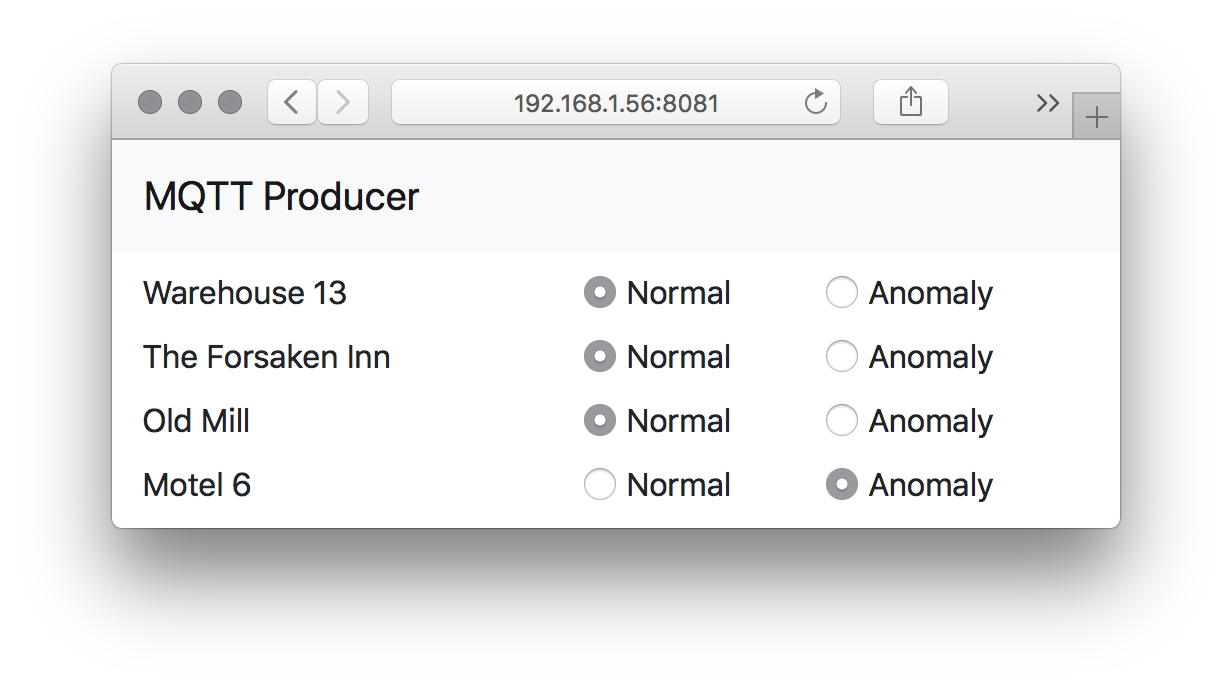 192.168.1.56:8081
MQTT Producer
Warehouse 13 Normal Anomaly
The Forsaken Inn Normal Anomaly
Old Mill Normal Anomaly
Motel 6 Normal Anomaly